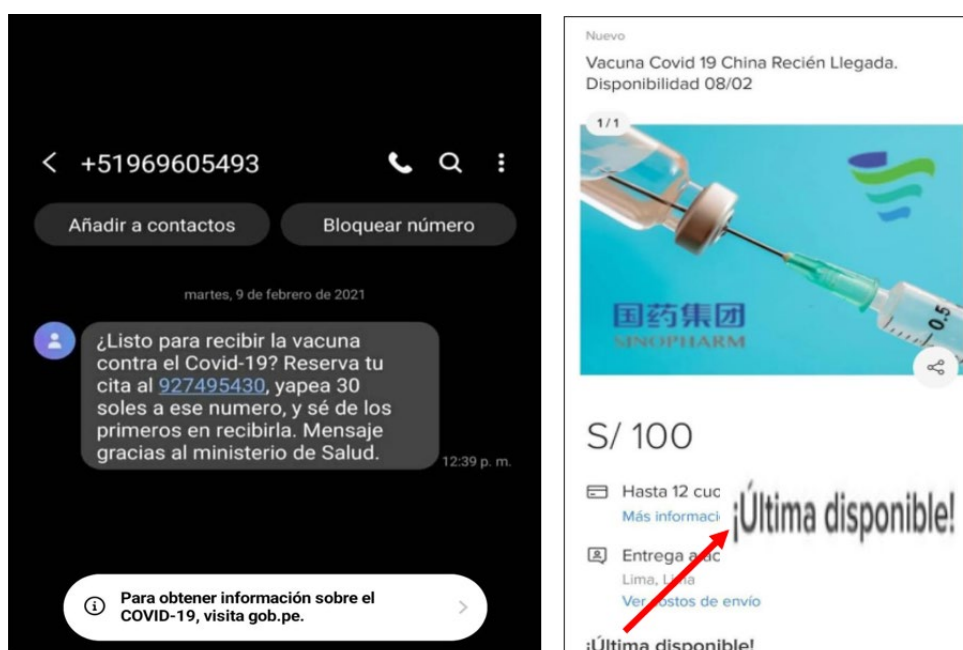 +51969605493
Añadir a contactos
Bloquear número
martes, 9 de febrero de 2021
¿Listo para recibir la vacuna
contra el Covid-19? Reserva tu
cita al 927495430, yapea 30
soles a ese numero, y sé de los
primeros en recibirla. Mensaje
gracias al ministerio de Salud.
12:39 p. m.
Para obtener información sobre el
COVID-19, visita gob.pe.
Nuevo
Vacuna Covid 19 China Recién Llegada.
Disponibilidad 08/02
1/1
国药集团
SINOPHARM
0.5
S/ 100
Hasta 12 cuo
Más informaci
¡Última disponible!
Entrega a ac
Lima, Lima
Ver costos de envío
¡Última disponible!